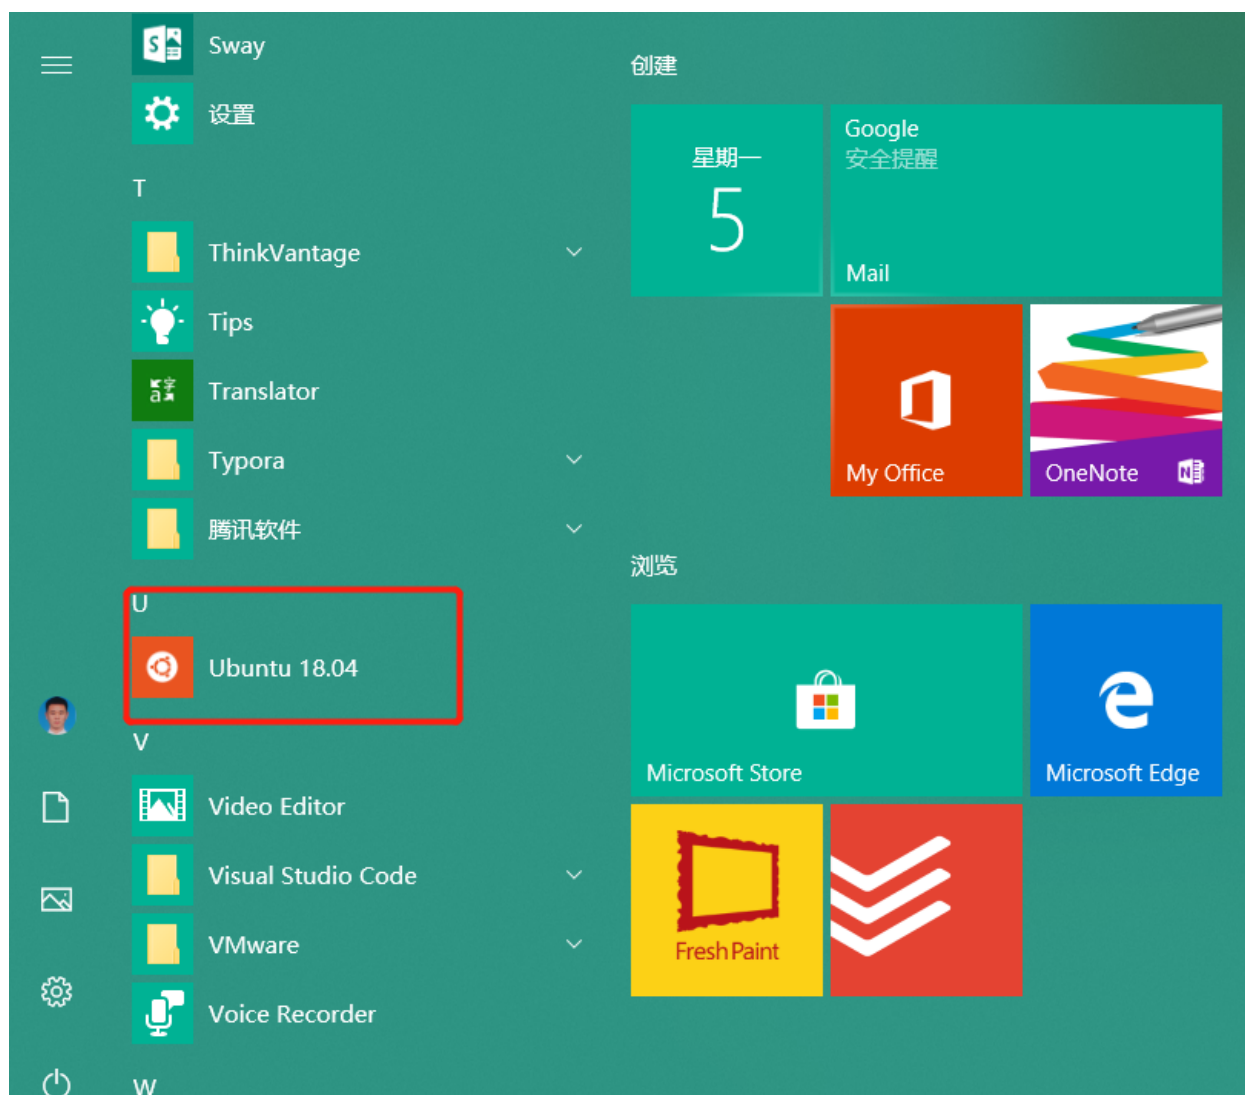 Sway
设置
T
ThinkVantage
Tips
Translator
Typora
腾讯软件
U
Ubuntu 18.04
V
Video Editor
Visual Studio Code
VMware
Voice Recorder
W
创建
星期一
5
Google
安全提醒
Mail
My Office
OneNote
浏览
Microsoft Store
Microsoft Edge
Fresh Paint